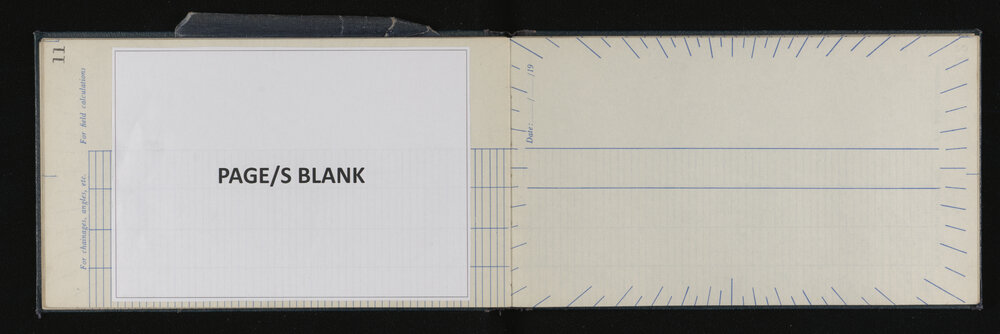 11
For field calculations
For chainages, angles, etc.
PAGE/S BLANK
Date: / /19